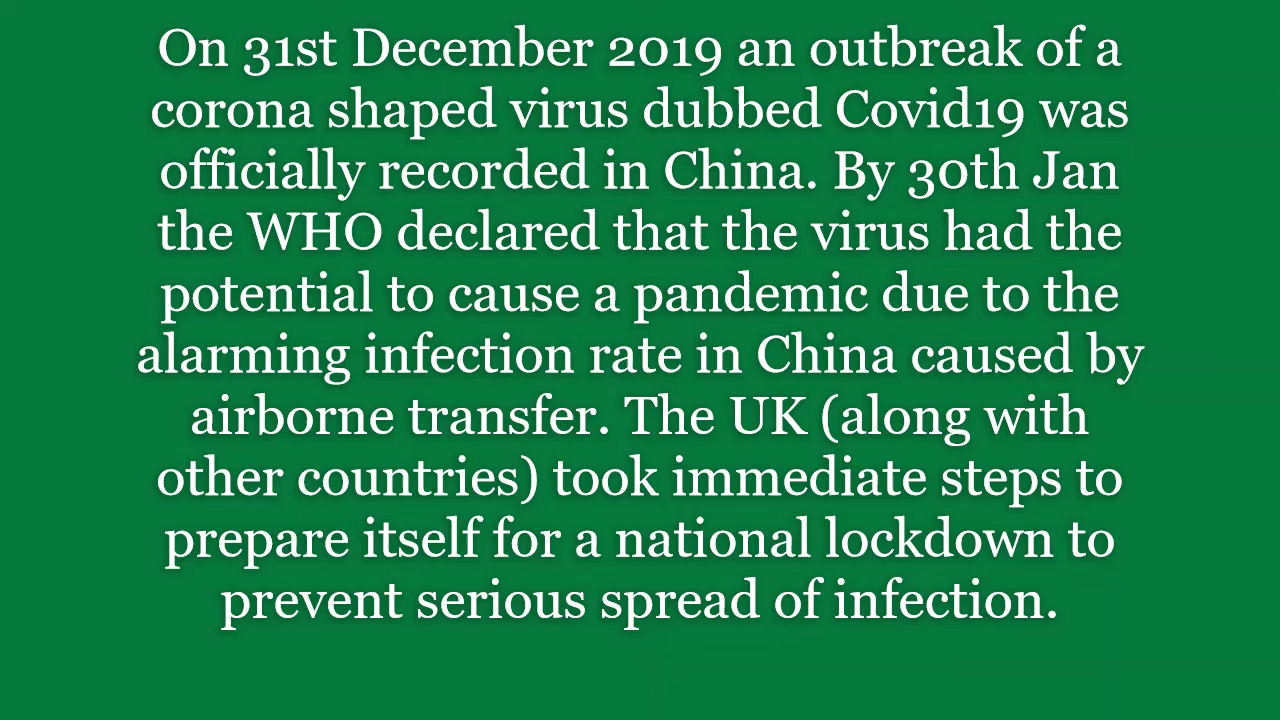 On 31st December 2019 an outbreak of a
corona shaped virus dubbed Covid19 was
officially recorded in China. By 30th Jan
the WHO declared that the virus had the
potential to cause a pandemic due to the
alarming infection rate in China caused by
airborne transfer. The UK (along with
other countries) took immediate steps to
prepare itself for a national lockdown to
prevent serious spread of infection.